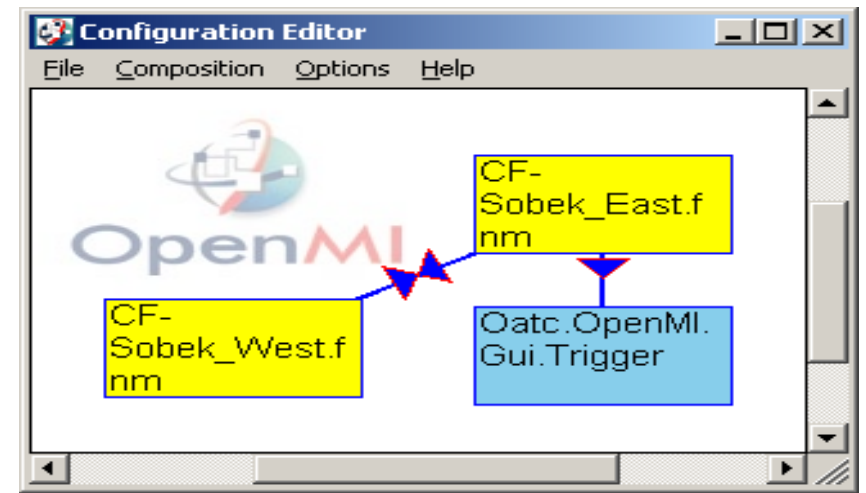 Configuration Editor
File Composition Options Help
OpenMI
CF-
Sobek_East.f
nm
CF-
Sobek_West.f
nm
Oatc.OpenMI.
Gui.Trigger